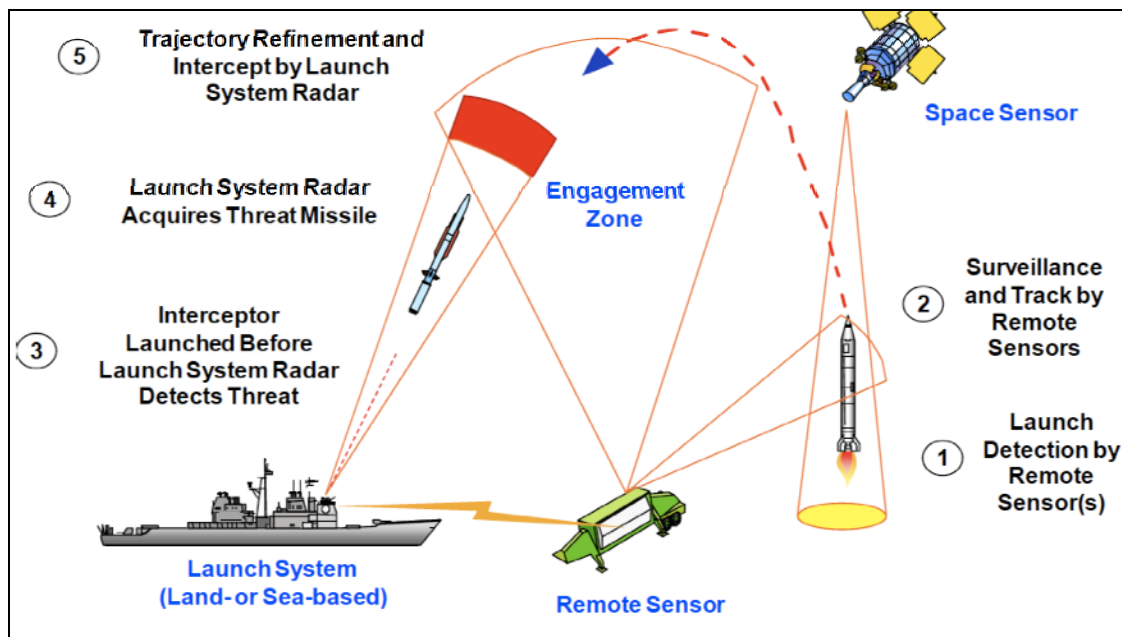 5
Trajectory Refinement and
Intercept by Launch
System Radar
Space Sensor
4
Launch System Radar
Acquires Threat Missile
Engagement
Zone
3
Interceptor
Launched Before
Launch System Radar
Detects Threat
2
Surveillance
and Track by
Remote
Sensors
1
Launch
Detection by
Remote
Sensor(s)
Launch System
(Land- or Sea-based)
Remote Sensor